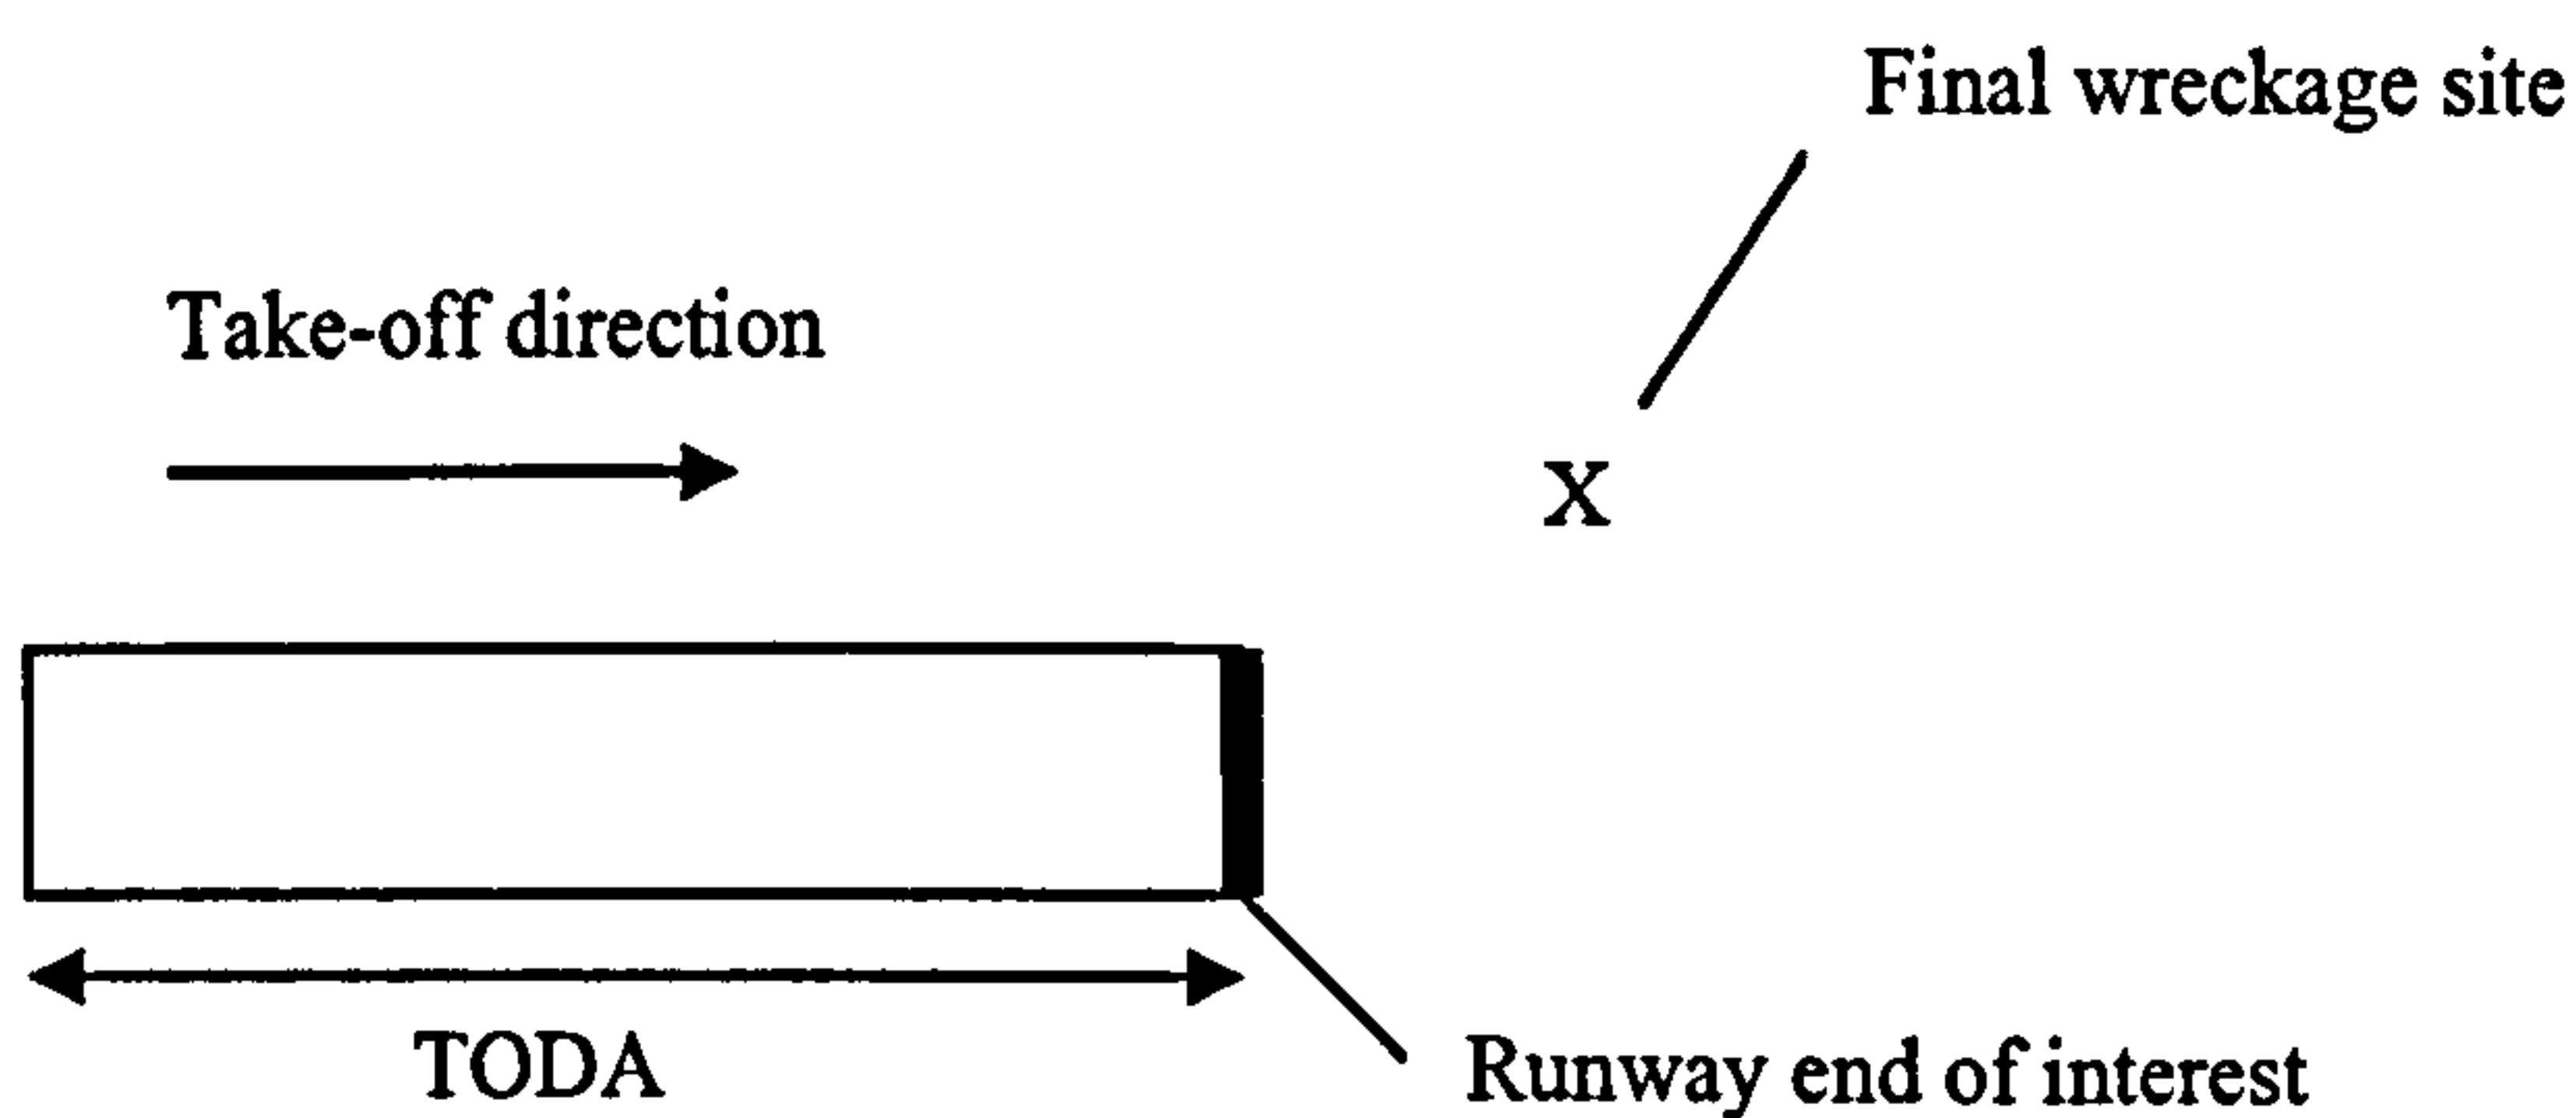 Final wreckage site
Take-off direction
X
TODA
Runway end of interest